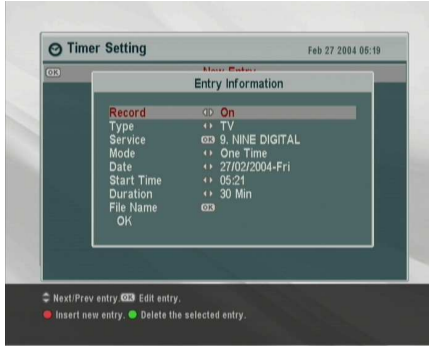 Timer Setting
Feb 27 2004 05:19
OK New Entry
Entry Information
Record On
Type TV
Service OK 9. NINE DIGITAL
Mode One Time
Date 27/02/2004-Fri
Start Time 05:21
Duration 30 Min
File Name OK
OK
Next/Prev entry. OK Edit entry.
Insert new entry. Delete the selected entry.